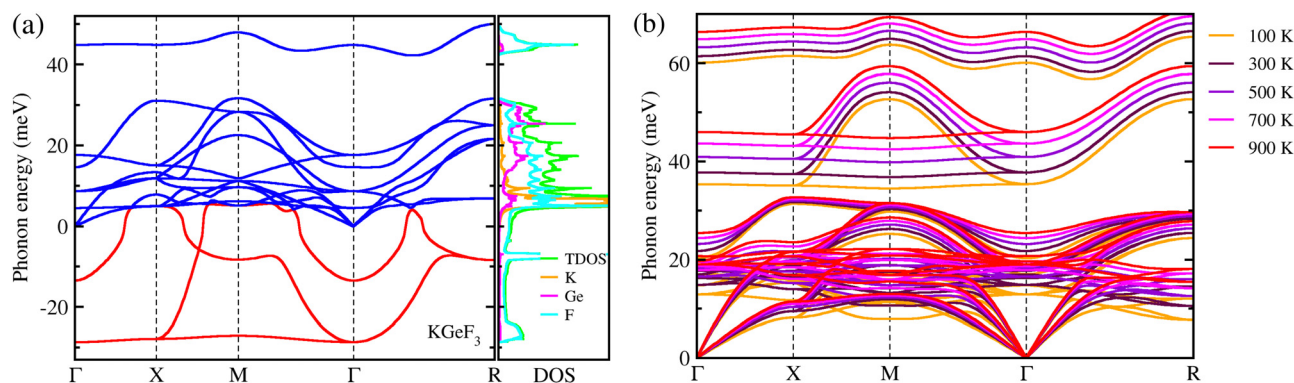 (a)
Phonon energy (meV)
40
20
0
-20
KGeF3
Γ X M Γ R
TDOS
K
Ge
F
DOS
(b)
Phonon energy (meV)
60
40
20
0
Γ X M Γ R
100 K
300 K
500 K
700 K
900 K